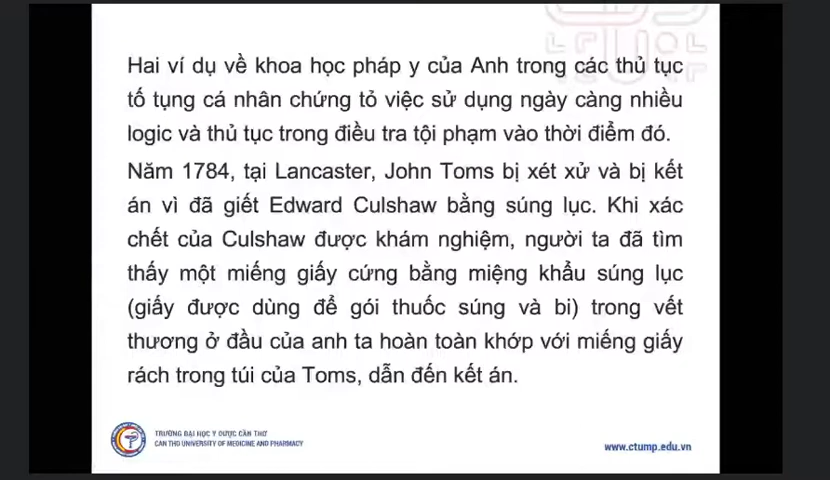 Hai ví dụ về khoa học pháp y của Anh trong các thủ tục
tố tụng cá nhân chứng tỏ việc sử dụng ngày càng nhiều
logic và thủ tục trong điều tra tội phạm vào thời điểm đó.
Năm 1784, tại Lancaster, John Toms bị xét xử và bị kết
án vì đã giết Edward Culshaw bằng súng lục. Khi xác
chết của Culshaw được khám nghiệm, người ta đã tìm
thấy một miếng giấy cứng bằng miệng khẩu súng lục
(giấy được dùng để gói thuốc súng và bi) trong vết
thương ở đầu của anh ta hoàn toàn khớp với miếng giấy
rách trong túi của Toms, dẫn đến kết án.
TRƯỜNG ĐẠI HỌC Y DƯỢC CẦN THƠ
CAN THO UNIVERSITY OF MEDICINE AND PHARMACY
www.ctump.edu.vn